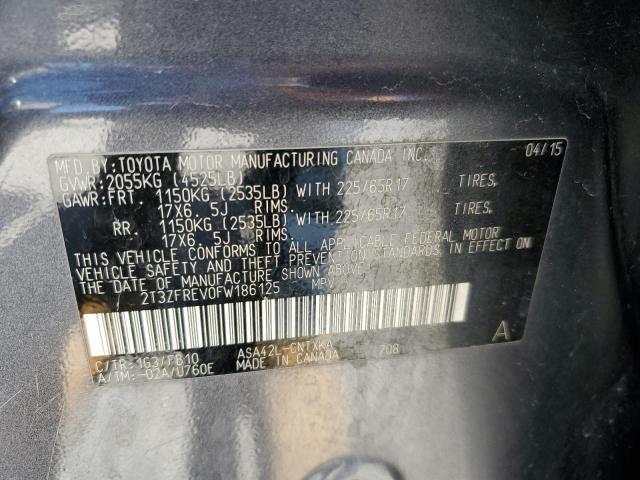 MFD.BY:TOYOTA MOTOR MANUFACTURING CANADA INC. 04/15
GVWR:2055KG (4525LB)
GAWR:FRT. 1150KG (2535LB) WITH 225/65R17 TIRES,
17X6.5J RIMS.
RR. 1150KG (2535LB) WITH 225/65R17 TIRES,
17X6.5J RIMS.
THIS VEHICLE CONFORMS TO ALL APPLICABLE FEDERAL MOTOR
VEHICLE SAFETY AND THEFT PREVENTION STANDARDS IN EFFECT ON
THE DATE OF MANUFACTURE SHOWN ABOVE.
2T3ZFREV0FW186125 MPV
C/TR:1G3/FB10 ASA42L-CNTXKA A
A/TM:-02A/U760E MADE IN CANADA 708